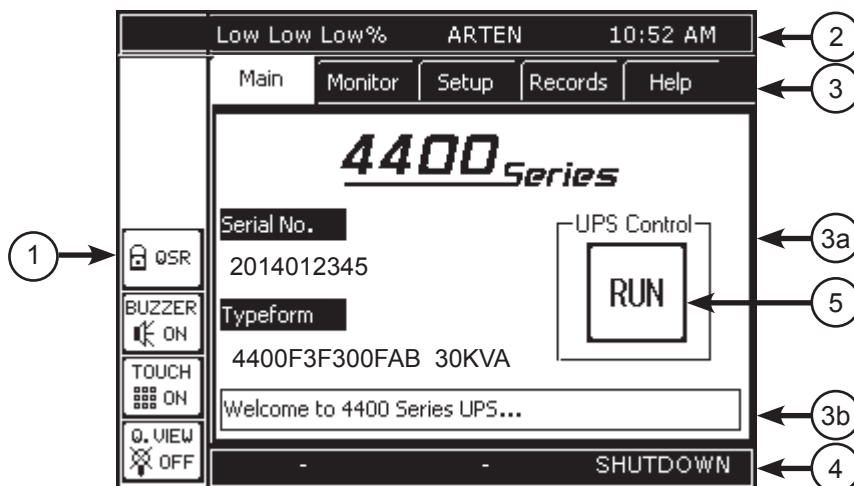 Low Low Low% ARTEN 10:52 AM
2
Main Monitor Setup Records Help
3
4400 Series
Serial No.
2014012345
UPS Control
RUN
3a
5
1
QSR
BUZZER
ON
Typeform
4400F3F300FAB 30KVA
TOUCH
ON
Welcome to 4400 Series UPS...
3b
Q.VIEW
OFF
- - SHUTDOWN
4